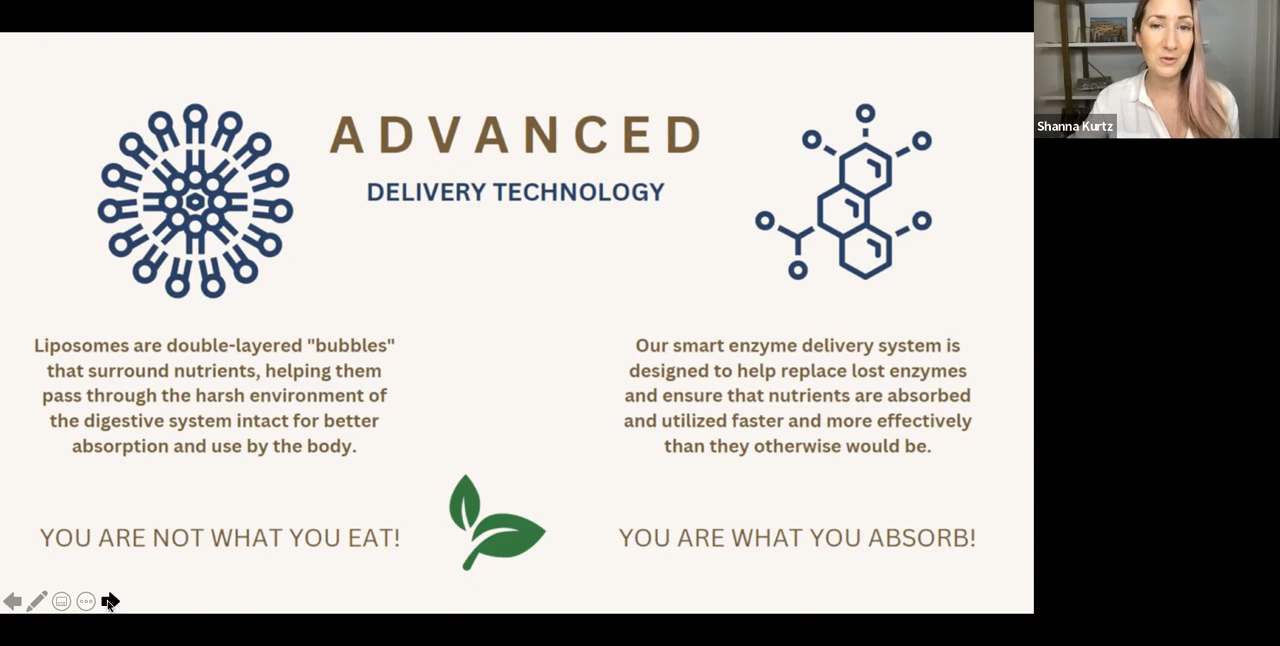 Shanna Kurtz
ADVANCED
DELIVERY TECHNOLOGY
Liposomes are double-layered "bubbles"
that surround nutrients, helping them
pass through the harsh environment of
the digestive system intact for better
absorption and use by the body.
Our smart enzyme delivery system is
designed to help replace lost enzymes
and ensure that nutrients are absorbed
and utilized faster and more effectively
than they otherwise would be.
YOU ARE NOT WHAT YOU EAT!
YOU ARE WHAT YOU ABSORB!